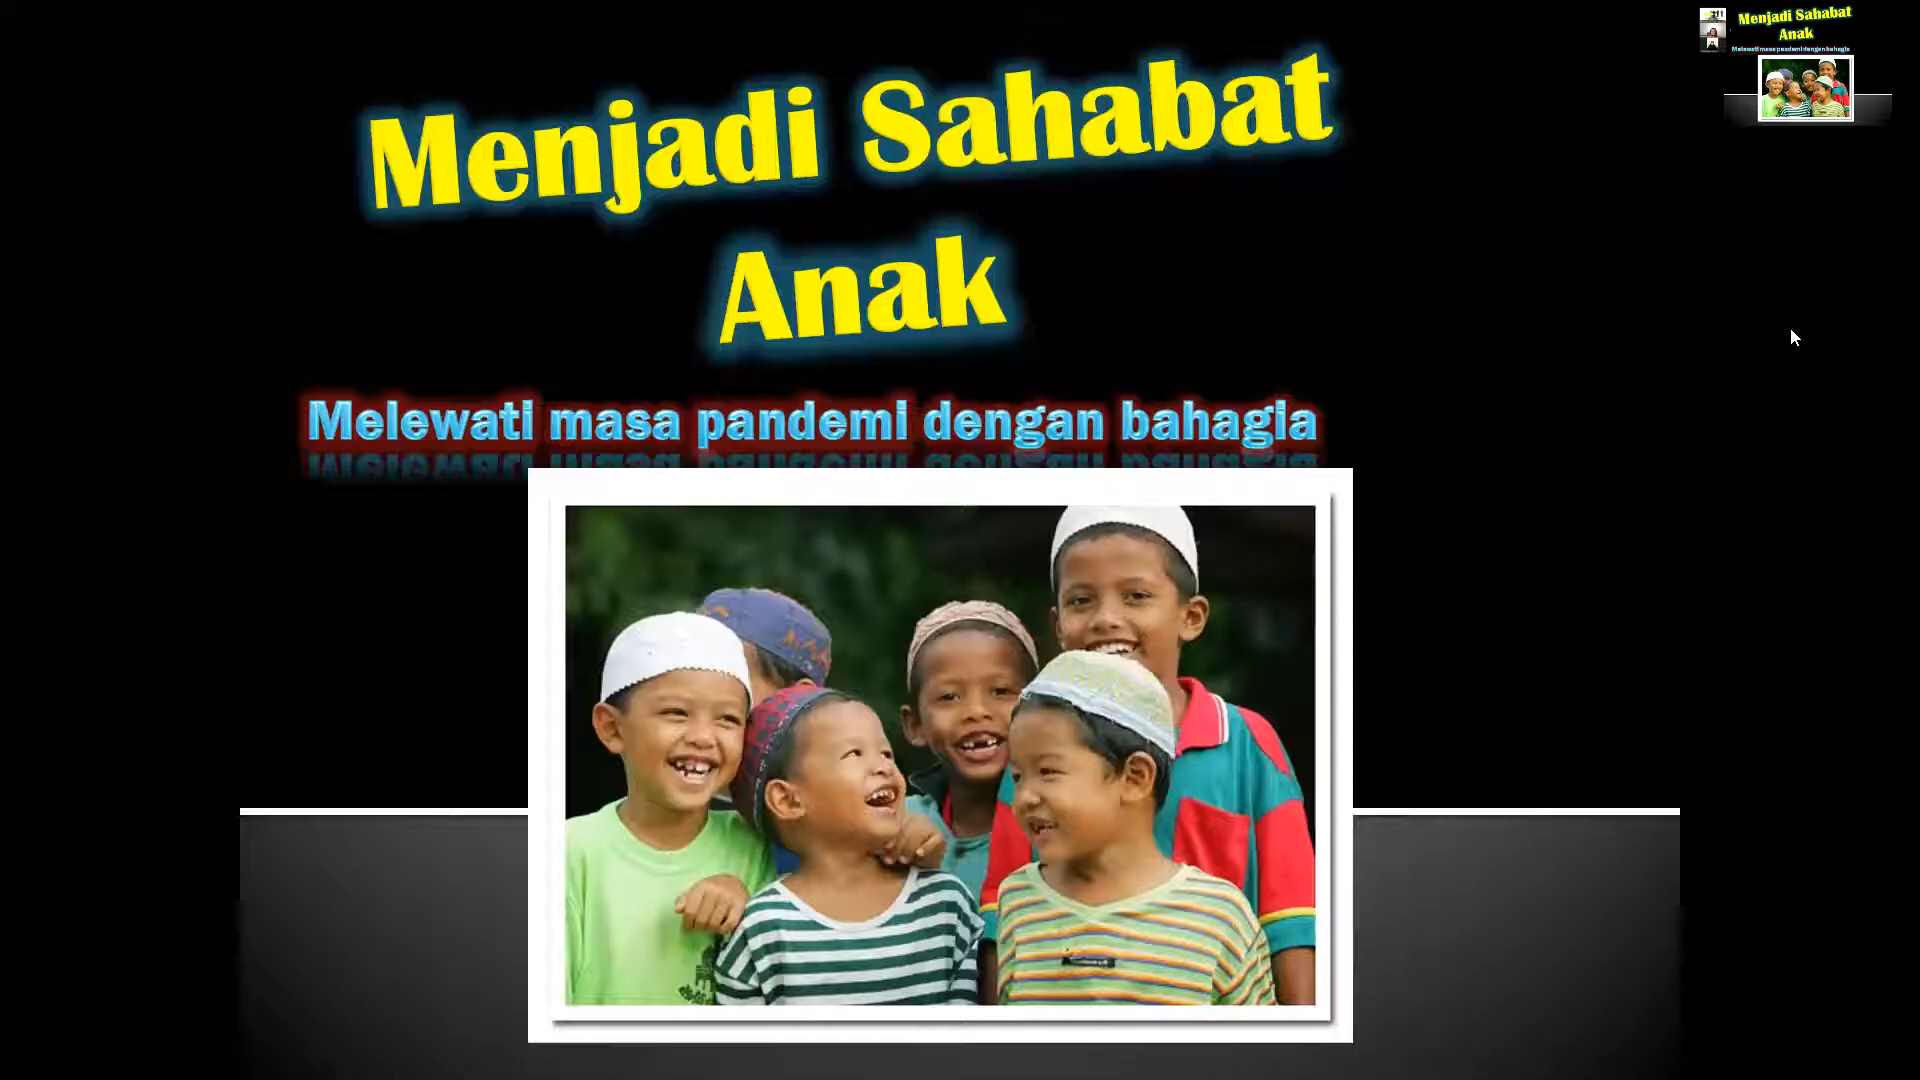 Menjadi Sahabat
Anak
Melewati masa pandemi dengan bahagia
Menjadi Sahabat
Anak
Melewati masa pandemi dengan bahagia